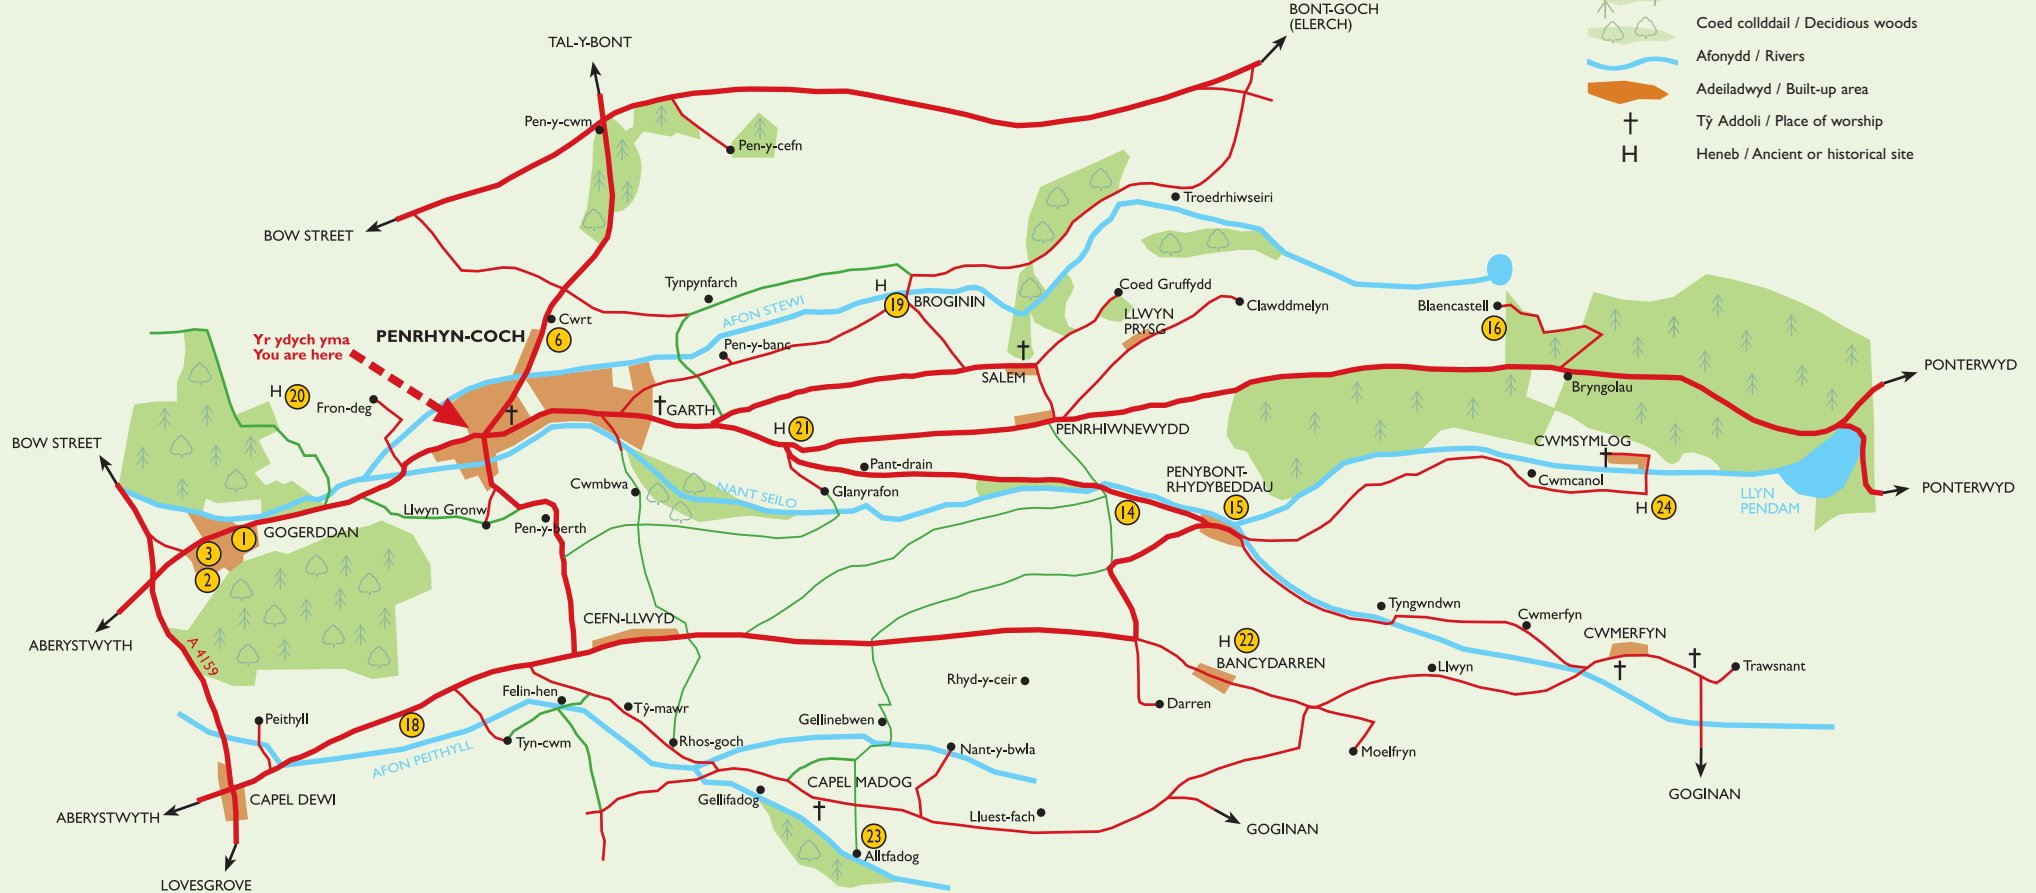 BONT-GOCH
(ELERCH)
Coed collddail / Decidious woods
TAL-Y-BONT
Afonydd / Rivers
Adeiladwyd / Built-up area
Pen-y-cwm
Tŷ Addoli / Place of worship
Pen-y-cefn
H
Heneb / Ancient or historical site
Troedrhiwseiri
BOW STREET
Tynpynfarch
H
19
BROGININ
AFON STEWI
Coed Gruffydd
LLWYN
PRYSG
Clawddmelyn
Blaencastell
16
Cwrt
6
PENRHYN-COCH
Yr ydych yma
You are here
Pen-y-banc
SALEM
PONTERWYD
Bryngolau
H
20
Fron-deg
GARTH
H
21
PENRHIWNEWYDD
BOW STREET
CWMSYMLOG
Pant-drain
PENYBONT-
RHYDYBEDDAU
Cwmcanol
Cwmbwa
NANT SEILO
Glanyrafon
15
14
H
24
LLYN
PENDAM
PONTERWYD
Llwyn Gronw
Pen-y-berth
GOGERDDAN
1
3
2
Tyngwndwn
Cwmerfyn
CEFN-LLWYD
CWMERFYN
ABERYSTWYTH
A 4159
H
22
BANCYDARREN
Llwyn
Trawsnant
Rhyd-y-ceir
Felin-hen
Tŷ-mawr
Darren
Peithyll
18
Gellinebwen
Tyn-cwm
Rhos-goch
Nant-y-bwla
Moelfryn
AFON PEITHYLL
CAPEL MADOG
CAPEL DEWI
Gellifadog
GOGINAN
ABERYSTWYTH
Lluest-fach
GOGINAN
23
Alltfadog
LOVESGROVE